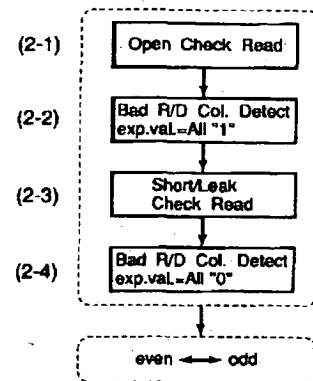 (2-1) Open Check Read
(2-2) Bad R/D Col. Detect
exp.val.=All "1"
(2-3) Short/Leak
Check Read
(2-4) Bad R/D Col. Detect
exp.val.=All "0"
even ⟷ odd